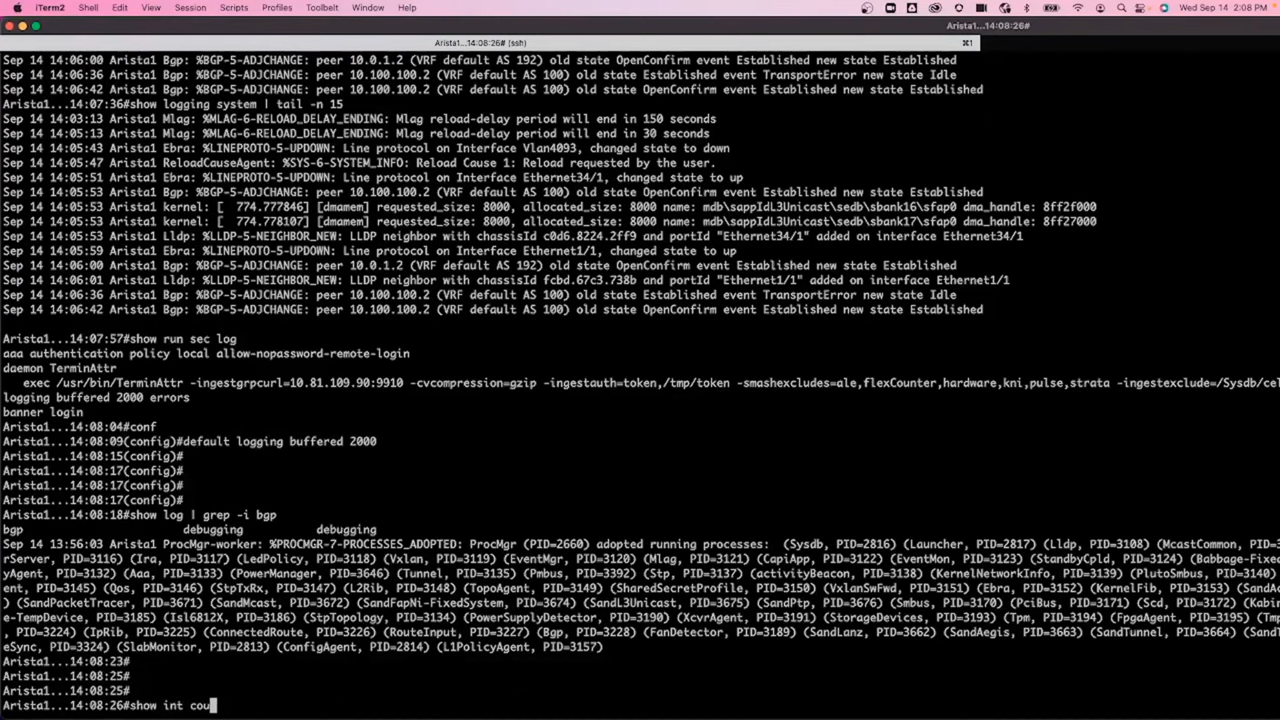 iTerm2 Shell Edit View Session Scripts Profiles Toolbelt Window Help Wed Sep 14 2:08 PM
Arista1...14:08:26# (ssh)
Arista1...14:08:26# (ssh) ⌘1
Sep 14 14:06:00 Arista1 Bgp: %BGP-5-ADJCHANGE: peer 10.0.1.2 (VRF default AS 192) old state OpenConfirm event Established new state Established
Sep 14 14:06:36 Arista1 Bgp: %BGP-5-ADJCHANGE: peer 10.100.100.2 (VRF default AS 100) old state Established event TransportError new state Idle
Sep 14 14:06:42 Arista1 Bgp: %BGP-5-ADJCHANGE: peer 10.100.100.2 (VRF default AS 100) old state OpenConfirm event Established new state Established
Arista1...14:07:36#show logging system | tail -n 15
Sep 14 14:03:13 Arista1 Mlag: %MLAG-6-RELOAD_DELAY_ENDING: Mlag reload-delay period will end in 150 seconds
Sep 14 14:05:13 Arista1 Mlag: %MLAG-6-RELOAD_DELAY_ENDING: Mlag reload-delay period will end in 30 seconds
Sep 14 14:05:43 Arista1 Ebra: %LINEPROTO-5-UPDOWN: Line protocol on Interface Vlan4093, changed state to down
Sep 14 14:05:47 Arista1 ReloadCauseAgent: %SYS-6-SYSTEM_INFO: Reload Cause 1: Reload requested by the user.
Sep 14 14:05:51 Arista1 Ebra: %LINEPROTO-5-UPDOWN: Line protocol on Interface Ethernet34/1, changed state to up
Sep 14 14:05:53 Arista1 Bgp: %BGP-5-ADJCHANGE: peer 10.100.100.2 (VRF default AS 100) old state OpenConfirm event Established new state Established
Sep 14 14:05:53 Arista1 kernel: [  774.777846] [dmamem] requested_size: 8000, allocated_size: 8000 name: mdb\sappIdL3Unicast\sedb\sbank16\sfap0 dma_handle: 8ff2f000
Sep 14 14:05:53 Arista1 kernel: [  774.778107] [dmamem] requested_size: 8000, allocated_size: 8000 name: mdb\sappIdL3Unicast\sedb\sbank17\sfap0 dma_handle: 8ff27000
Sep 14 14:05:53 Arista1 Lldp: %LLDP-5-NEIGHBOR_NEW: LLDP neighbor with chassisId c0d6.8224.2ff9 and portId "Ethernet34/1" added on interface Ethernet34/1
Sep 14 14:05:59 Arista1 Ebra: %LINEPROTO-5-UPDOWN: Line protocol on Interface Ethernet1/1, changed state to up
Sep 14 14:06:00 Arista1 Bgp: %BGP-5-ADJCHANGE: peer 10.0.1.2 (VRF default AS 192) old state OpenConfirm event Established new state Established
Sep 14 14:06:01 Arista1 Lldp: %LLDP-5-NEIGHBOR_NEW: LLDP neighbor with chassisId fcbd.67c3.738b and portId "Ethernet1/1" added on interface Ethernet1/1
Sep 14 14:06:36 Arista1 Bgp: %BGP-5-ADJCHANGE: peer 10.100.100.2 (VRF default AS 100) old state Established event TransportError new state Idle
Sep 14 14:06:42 Arista1 Bgp: %BGP-5-ADJCHANGE: peer 10.100.100.2 (VRF default AS 100) old state OpenConfirm event Established new state Established
Arista1...14:07:57#show run sec log
aaa authentication policy local allow-nopassword-remote-login
daemon TerminAttr
exec /usr/bin/TerminAttr -ingestgrpcurl=10.81.109.90:9910 -cvcompression=gzip -ingestauth=token,/tmp/token -smashexcludes=ale,flexCounter,hardware,kni,pulse,strata -ingestexclude=/Sysdb/cel
logging buffered 2000 errors
banner login
Arista1...14:08:04#conf
Arista1...14:08:09(config)#default logging buffered 2000
Arista1...14:08:15(config)#
Arista1...14:08:17(config)#
Arista1...14:08:17(config)#
Arista1...14:08:17(config)#
Arista1...14:08:18#show log | grep -i bgp
bgp debugging debugging
Sep 14 13:56:03 Arista1 ProcMgr-worker: %PROCMGR-7-PROCESSES_ADOPTED: ProcMgr (PID=2660) adopted running processes:  (Sysdb, PID=2816) (Launcher, PID=2817) (Lldp, PID=3108) (McastCommon, PID=3
rServer, PID=3116) (Ira, PID=3117) (LedPolicy, PID=3118) (Vxlan, PID=3119) (EventMgr, PID=3120) (Mlag, PID=3121) (CapiApp, PID=3122) (EventMon, PID=3123) (StandbyCpld, PID=3124) (Babbage-Fix
yAgent, PID=3132) (Aaa, PID=3133) (PowerManager, PID=3646) (Tunnel, PID=3135) (Pmbus, PID=3392) (Stp, PID=3137) (activityBeacon, PID=3138) (KernelNetworkInfo, PID=3139) (PlutoSmbus, PID=3140)
ent, PID=3145) (Qos, PID=3146) (StpTxRx, PID=3147) (L2Rib, PID=3148) (TopoAgent, PID=3149) (SharedSecretProfile, PID=3150) (VxlanSwFwd, PID=3151) (Ebra, PID=3152) (KernelFib, PID=3153) (SandAc
) (SandPacketTracer, PID=3671) (SandMcast, PID=3672) (SandFapNi-FixedSystem, PID=3674) (SandL3Unicast, PID=3675) (SandPtp, PID=3276) (Smbus, PID=3170) (PciBus, PID=3171) (Scd, PID=3172) (Kabin
e-TempDevice, PID=3185) (Isl6812X, PID=3186) (StpTopology, PID=3134) (PowerSupplyDetector, PID=3190) (XcvrAgent, PID=3191) (StorageDevices, PID=3193) (Tpm, PID=3194) (FpgaAgent, PID=3195) (Tmp
, PID=3224) (IpRib, PID=3225) (ConnectedRoute, PID=3226) (RouteInput, PID=3227) (Bgp, PID=3228) (FanDetector, PID=3189) (SandLanz, PID=3662) (SandAegis, PID=3663) (SandTunnel, PID=3664) (
eSync, PID=3324) (SlabMonitor, PID=2813) (ConfigAgent, PID=2814) (L1PolicyAgent, PID=3157)
Arista1...14:08:23#
Arista1...14:08:25#
Arista1...14:08:25#
Arista1...14:08:26#show int cou